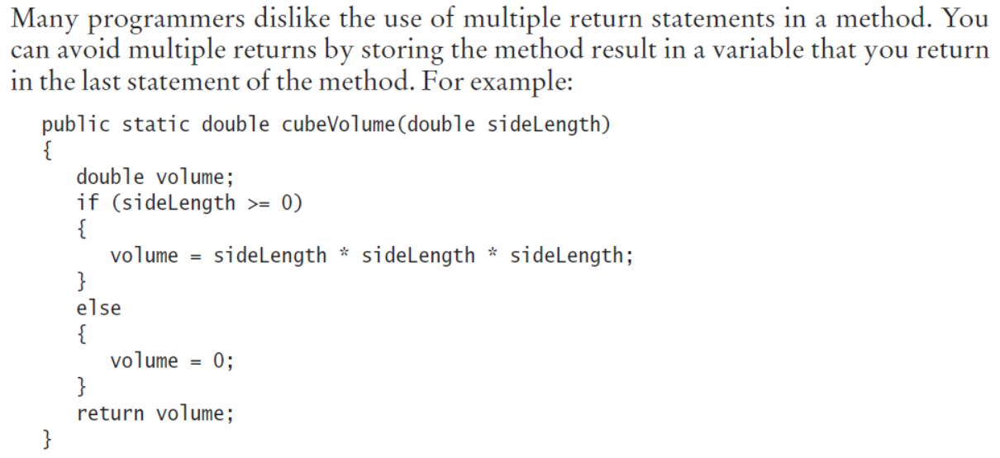 Many programmers dislike the use of multiple return statements in a method. You
can avoid multiple returns by storing the method result in a variable that you return
in the last statement of the method. For example:
public static double cubeVolume(double sideLength)
{
   double volume;
   if (sideLength >= 0)
   {
      volume = sideLength * sideLength * sideLength;
   }
   else
   {
      volume = 0;
   }
   return volume;
}